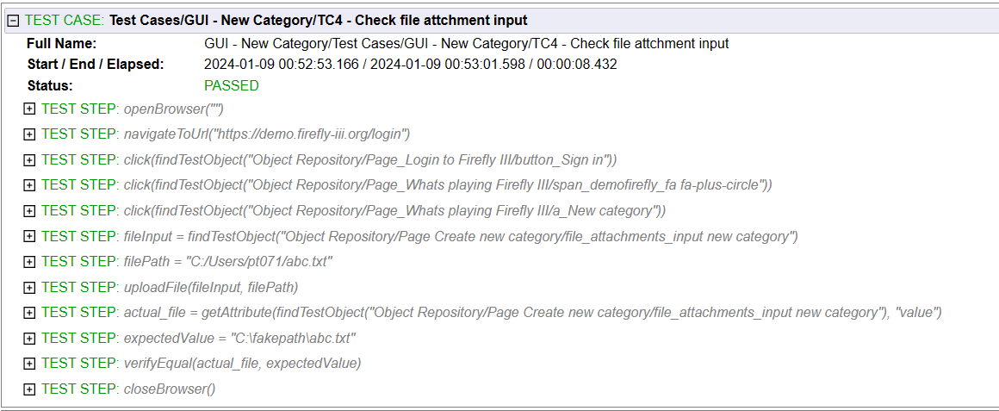 TEST CASE: Test Cases/GUI - New Category/TC4 - Check file attchment input
Full Name: GUI - New Category/Test Cases/GUI - New Category/TC4 - Check file attchment input
Start / End / Elapsed: 2024-01-09 00:52:53.166 / 2024-01-09 00:53:01.598 / 00:00:08.432
Status: PASSED
TEST STEP: openBrowser("")
TEST STEP: navigateToUrl("https://demo.firefly-iii.org/login")
TEST STEP: click(findTestObject("Object Repository/Page_Login to Firefly III/button_Sign in"))
TEST STEP: click(findTestObject("Object Repository/Page_Whats playing Firefly III/span_demofirefly_fa fa-plus-circle"))
TEST STEP: click(findTestObject("Object Repository/Page_Whats playing Firefly III/a_New category"))
TEST STEP: fileInput = findTestObject("Object Repository/Page Create new category/file_attachments_input new category")
TEST STEP: filePath = "C:/Users/pt071/abc.txt"
TEST STEP: uploadFile(fileInput, filePath)
TEST STEP: actual_file = getAttribute(findTestObject("Object Repository/Page Create new category/file_attachments_input new category"), "value")
TEST STEP: expectedValue = "C:\fakepath\abc.txt"
TEST STEP: verifyEqual(actual_file, expectedValue)
TEST STEP: closeBrowser()